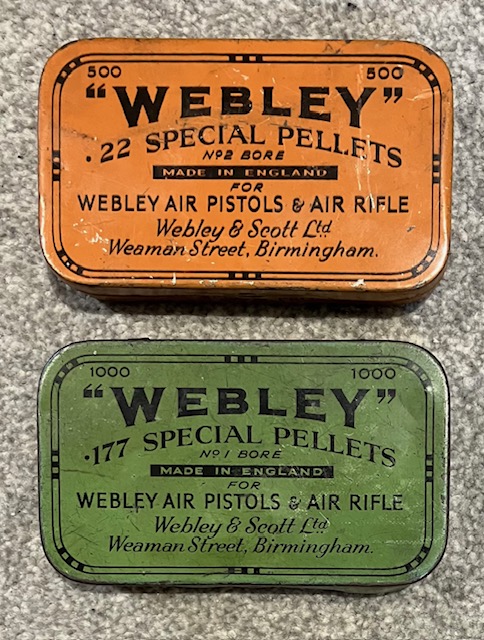 500 500
"WEBLEY"
.22 SPECIAL PELLETS
Nº2 BORE
MADE IN ENGLAND
FOR
WEBLEY AIR PISTOLS & AIR RIFLE
Webley & Scott Ltd.
Weaman Street, Birmingham.
1000 1000
"WEBLEY"
·177 SPECIAL PELLETS
Nº1 BORE
MADE IN ENGLAND
FOR
WEBLEY AIR PISTOLS & AIR RIFLE
Webley & Scott Ltd.
Weaman Street, Birmingham.